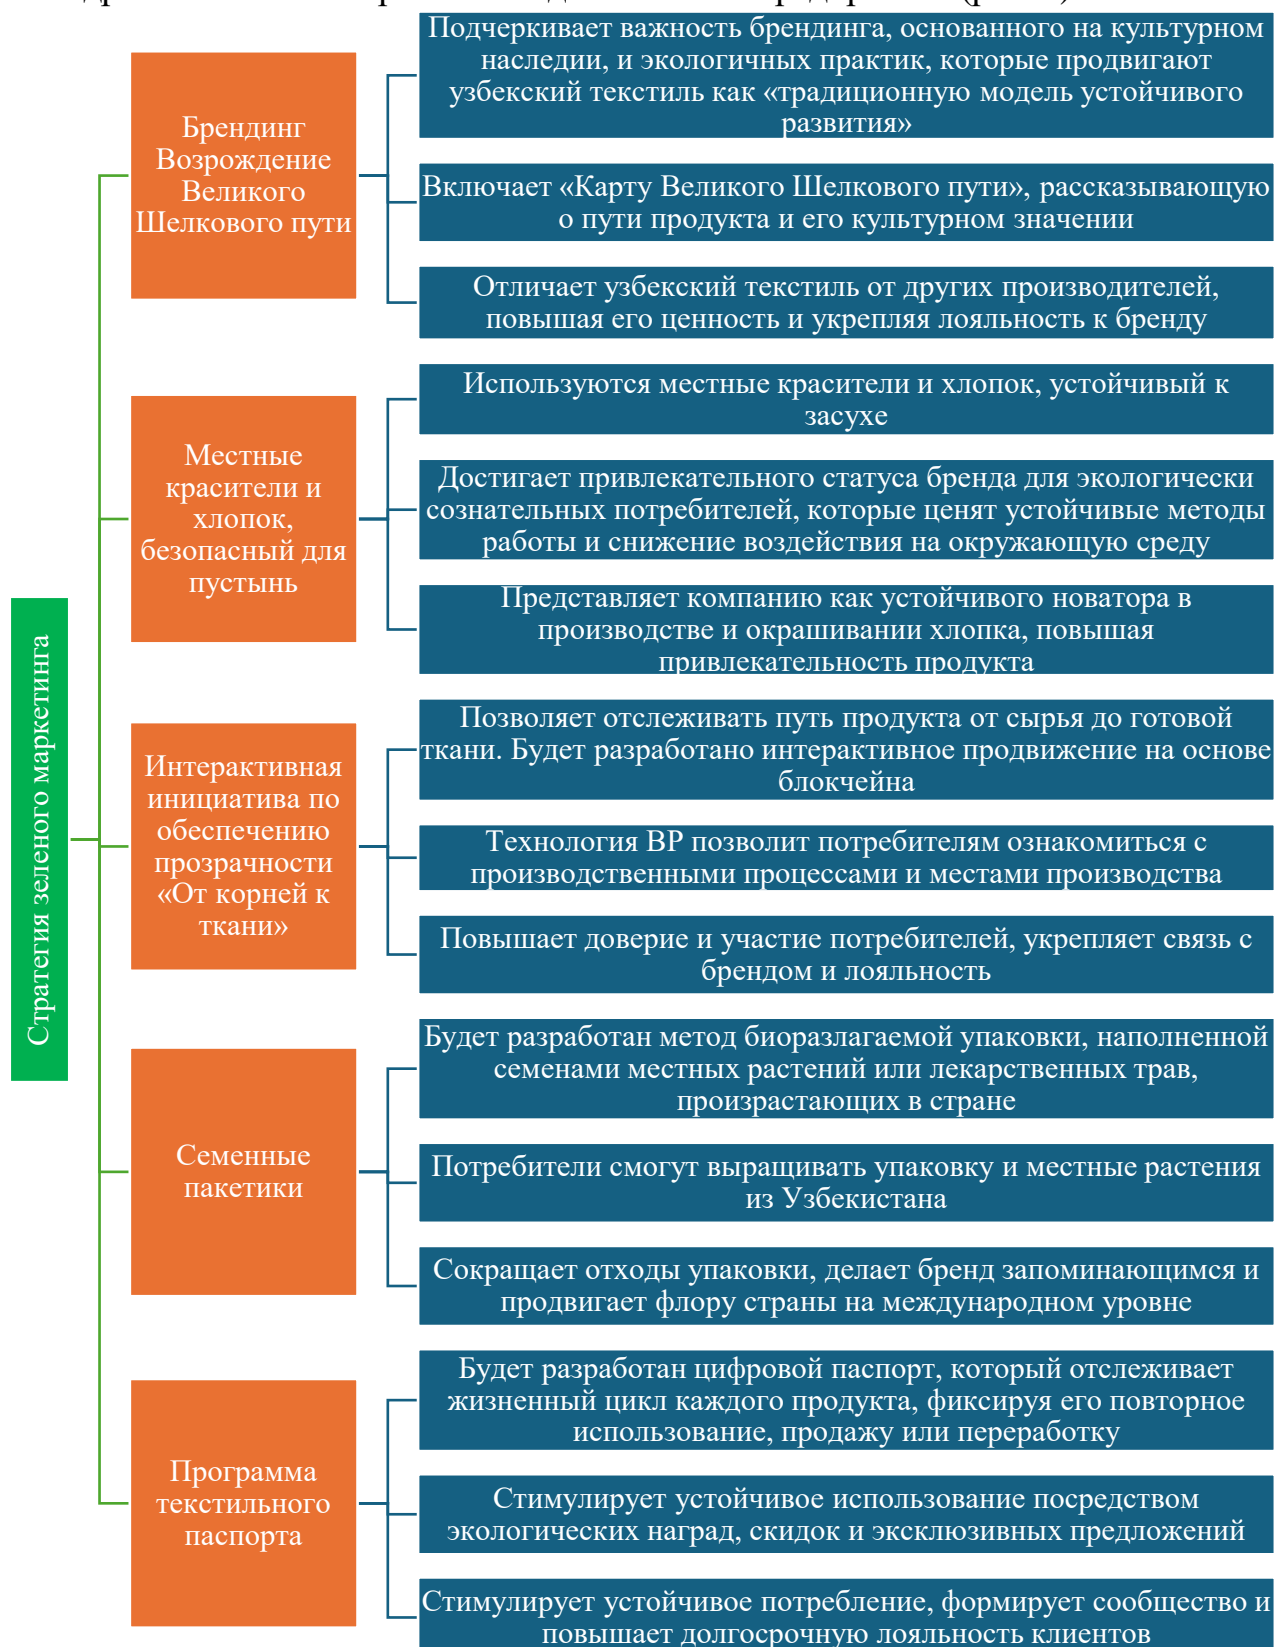 Стратегия зеленого маркетинга
Брендинг
Возрождение
Великого
Шелкового пути
Подчеркивает важность брендинга, основанного на культурном
наследии, и экологичных практик, которые продвигают
узбекский текстиль как «традиционную модель устойчивого
развития»
Включает «Карту Великого Шелкового пути», рассказывающую
о пути продукта и его культурном значении
Отличает узбекский текстиль от других производителей,
повышая его ценность и укрепляя лояльность к бренду
Местные
красители и
хлопок,
безопасный для
пустынь
Используются местные красители и хлопок, устойчивый к
засухе
Достигает привлекательного статуса бренда для экологически
сознательных потребителей, которые ценят устойчивые методы
работы и снижение воздействия на окружающую среду
Представляет компанию как устойчивого новатора в
производстве и окрашивании хлопка, повышая
привлекательность продукта
Интерактивная
инициатива по
обеспечению
прозрачности
«От корней к
ткани»
Позволяет отслеживать путь продукта от сырья до готовой
ткани. Будет разработано интерактивное продвижение на основе
блокчейна
Технология ВР позволит потребителям ознакомиться с
производственными процессами и местами производства
Повышает доверие и участие потребителей, укрепляет связь с
брендом и лояльность
Семенные
пакетики
Будет разработан метод биоразлагаемой упаковки, наполненной
семенами местных растений или лекарственных трав,
произрастающих в стране
Потребители смогут выращивать упаковку и местные растения
из Узбекистана
Сокращает отходы упаковки, делает бренд запоминающимся и
продвигает флору страны на международном уровне
Программа
текстильного
паспорта
Будет разработан цифровой паспорт, который отслеживает
жизненный цикл каждого продукта, фиксируя его повторное
использование, продажу или переработку
Стимулирует устойчивое использование посредством
экологических наград, скидок и эксклюзивных предложений
Стимулирует устойчивое потребление, формирует сообщество и
повышает долгосрочную лояльность клиентов